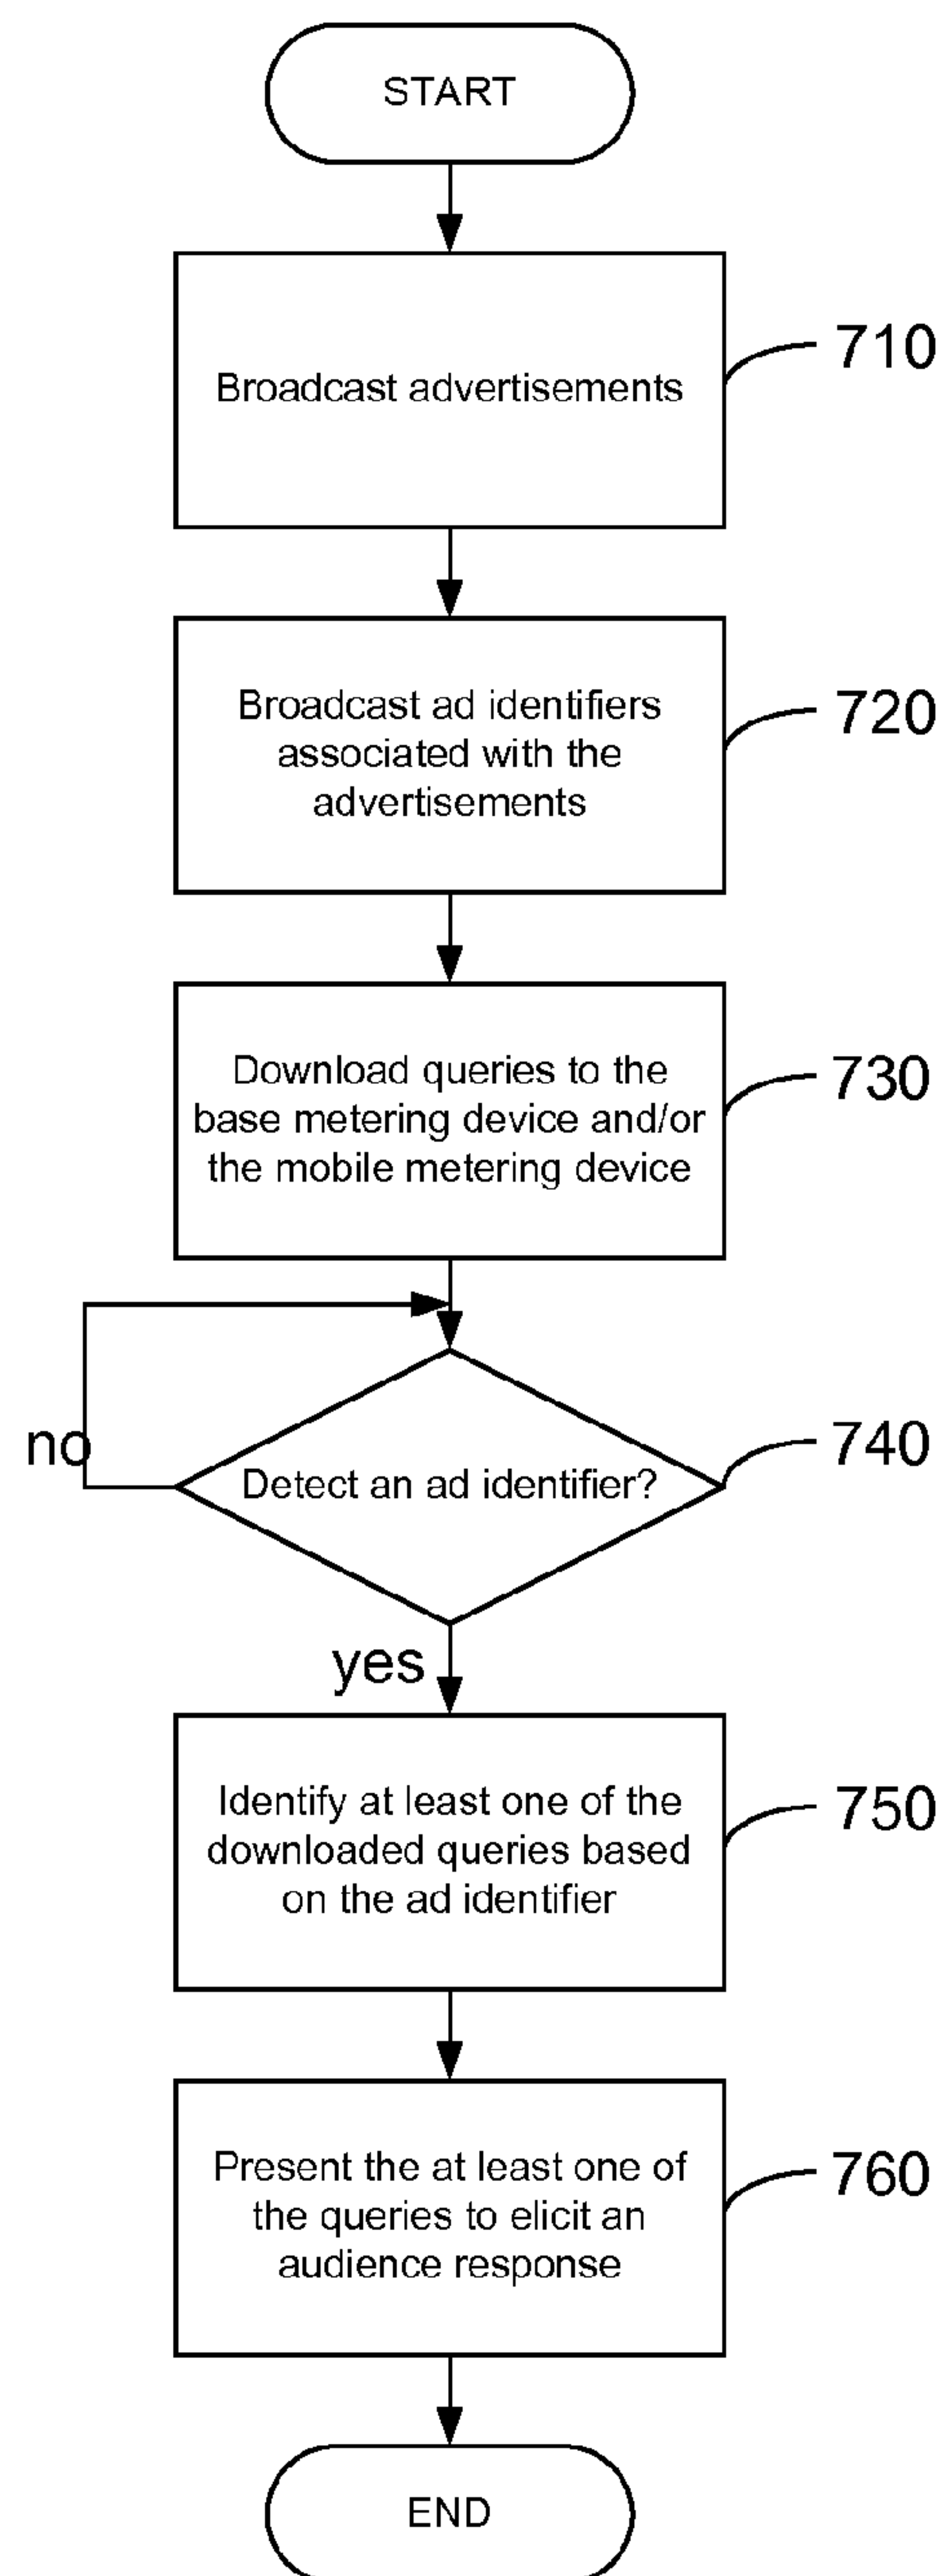 START
Broadcast advertisements
710
Broadcast ad identifiers
associated with the
advertisements
720
Download queries to the
base metering device and/or
the mobile metering device
730
no
Detect an ad identifier?
740
yes
Identify at least one of the
downloaded queries based
on the ad identifier
750
Present the at least one of
the queries to elicit an
audience response
760
END